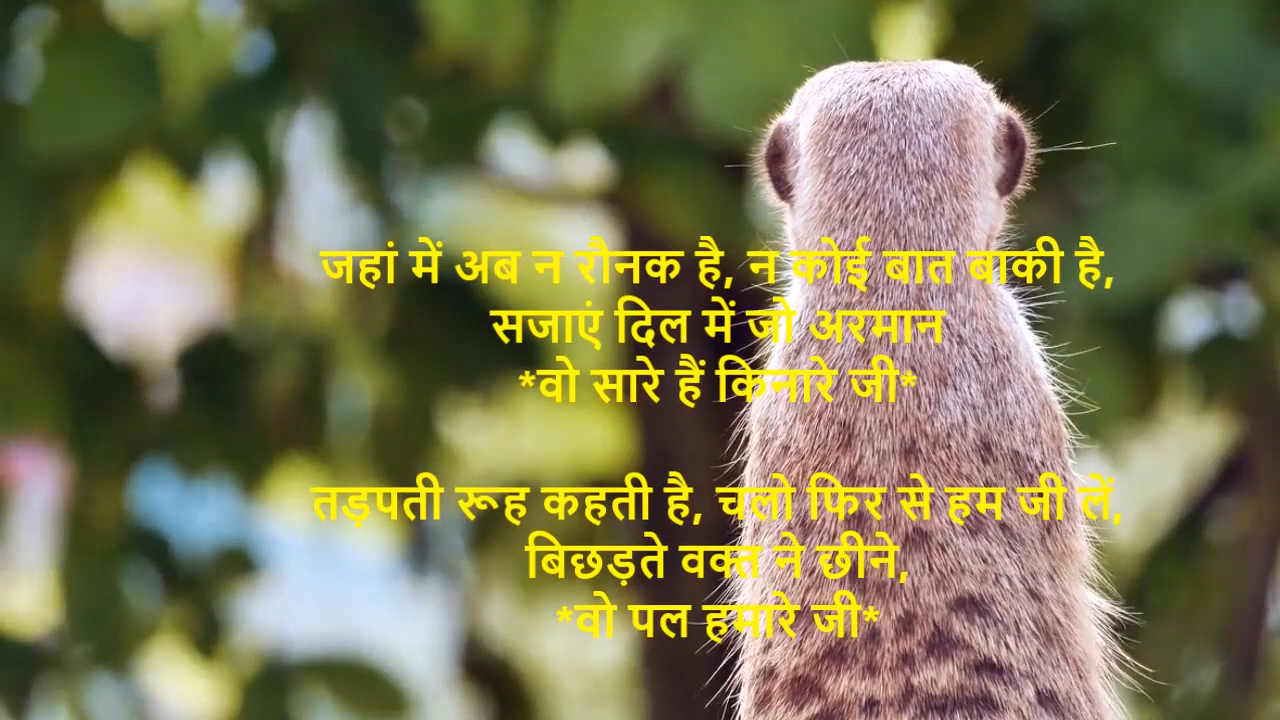 जहां में अब न रौनक है, न कोई बात बाकी है,
सजाएं दिल में जो अरमान
*वो सारे हैं किनारे जी*
तड़पती रूह कहती है, चलो फिर से हम जी लें,
बिछड़ते वक्त ने छीने,
*वो पल हमारे जी*